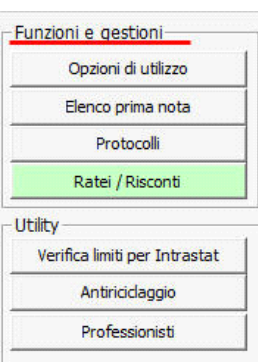 Funzioni e gestioni
Opzioni di utilizzo
Elenco prima nota
Protocolli
Ratei / Risconti
Utility
Verifica limiti per Intrastat
Antiriciclaggio
Professionisti